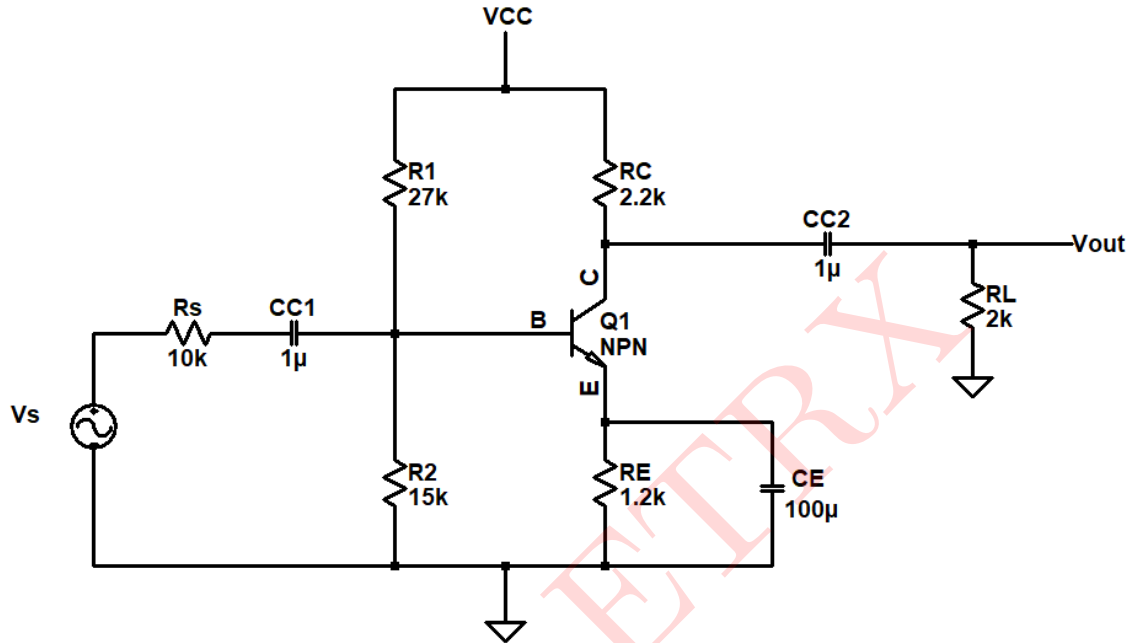 VCC
R1
27k
RC
2.2k
CC2
1µ
Vout
C
Rs
10k
CC1
1µ
B
Q1
NPN
RL
2k
E
Vs
R2
15k
RE
1.2k
CE
100µ
ETRX